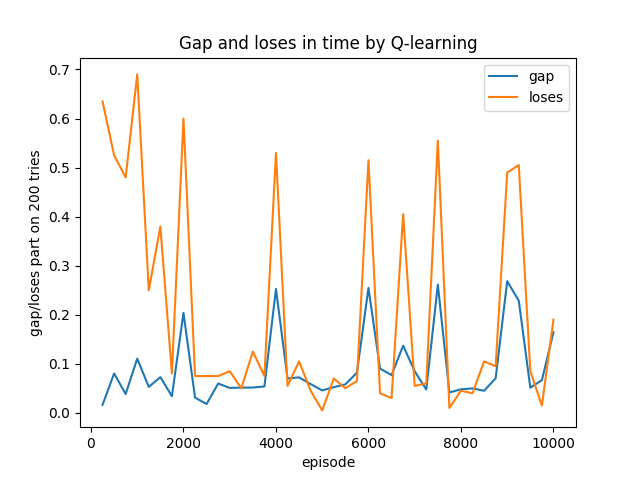 Gap and loses in time by Q-learning
gap
loses
gap/loses part on 200 tries
0.7
0.6
0.5
0.4
0.3
0.2
0.1
0.0
0 2000 4000 6000 8000 10000
episode